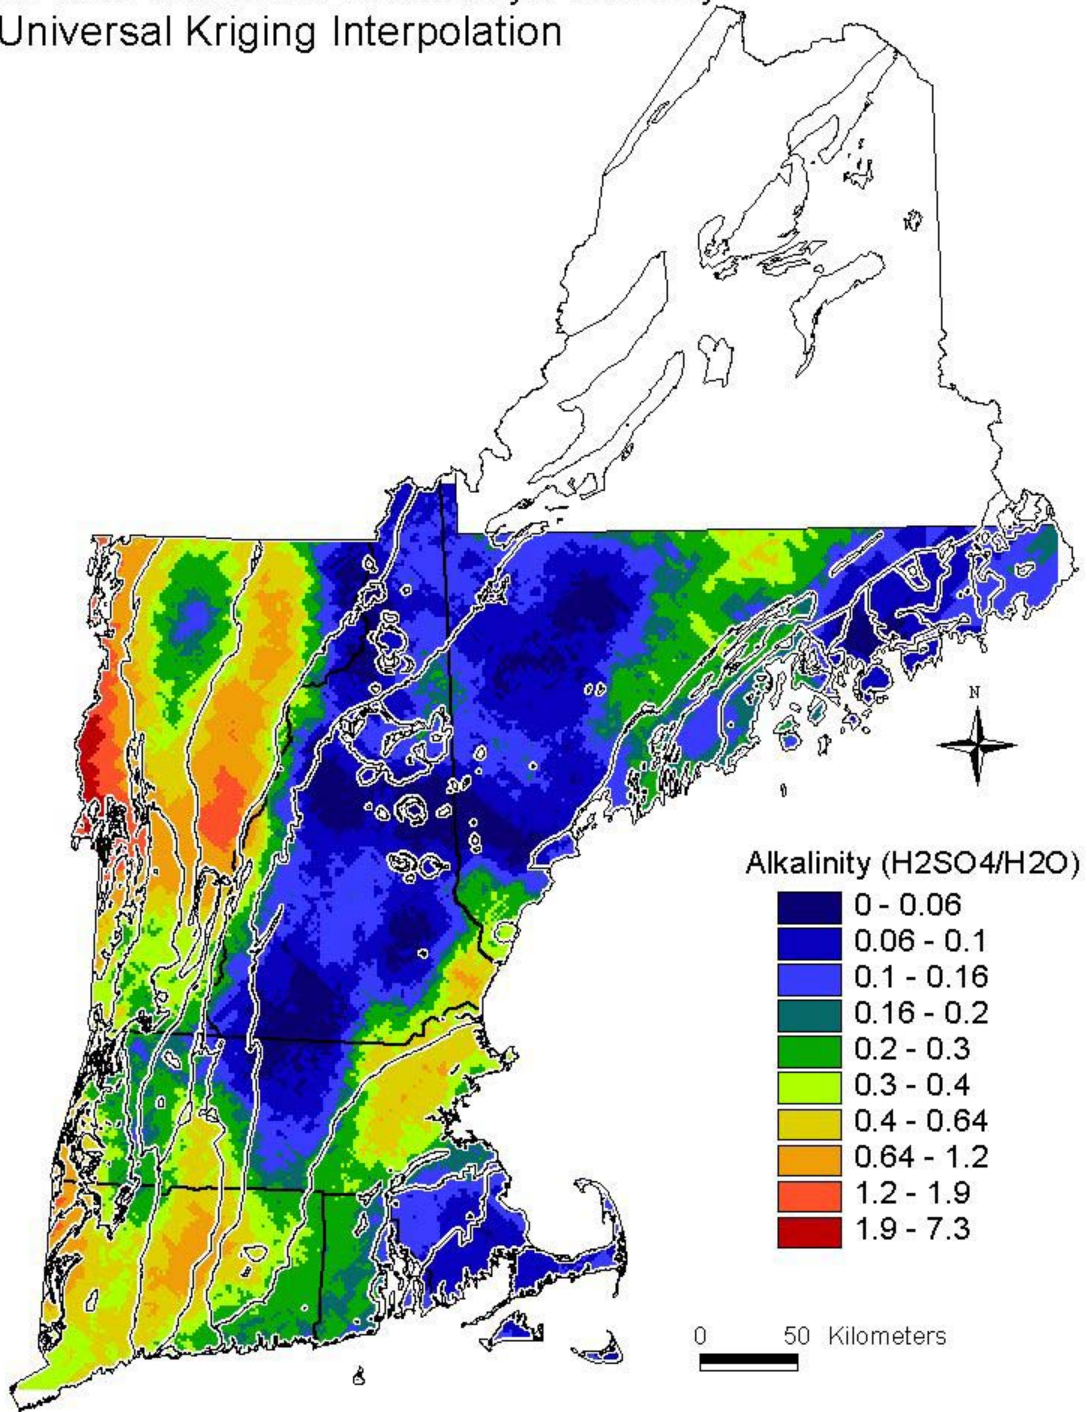 Universal Kriging Interpolation
N
Alkalinity (H2SO4/H2O)
0 - 0.06
0.06 - 0.1
0.1 - 0.16
0.16 - 0.2
0.2 - 0.3
0.3 - 0.4
0.4 - 0.64
0.64 - 1.2
1.2 - 1.9
1.9 - 7.3
0 50 Kilometers